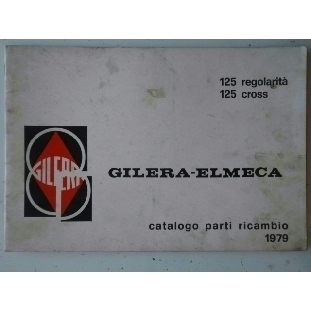 125 regolarità
125 cross
GILERA
GILERA-ELMECA
catalogo parti ricambio
1979